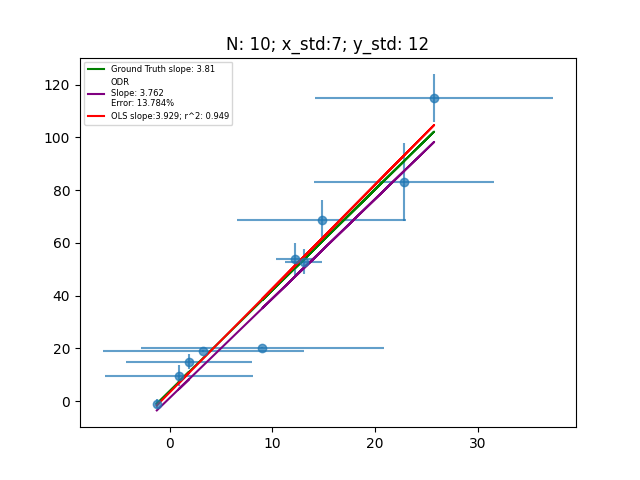 N: 10; x_std:7; y_std: 12
Ground Truth slope: 3.81
ODR
Slope: 3.762
Error: 13.784%
OLS slope:3.929; r^2: 0.949
120
100
80
60
40
20
0
0 10 20 30